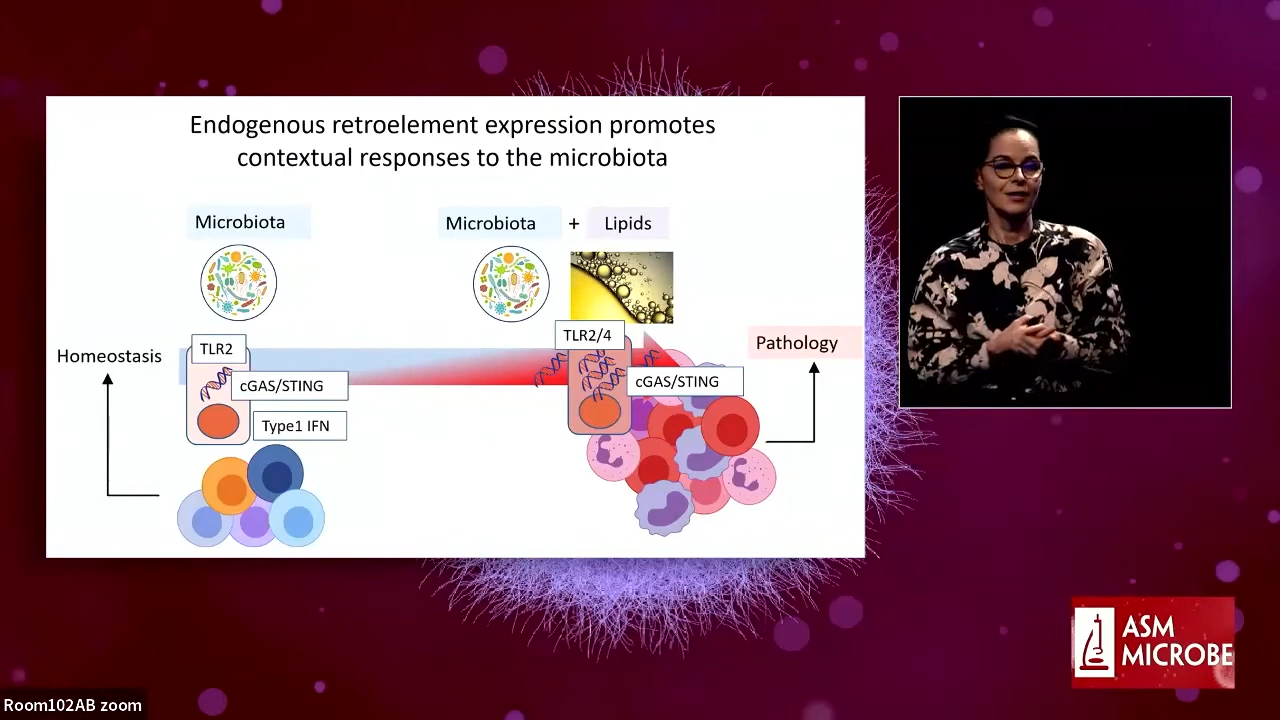 Endogenous retroelement expression promotes
contextual responses to the microbiota
Microbiota
Microbiota + Lipids
Homeostasis
TLR2
cGAS/STING
Type1 IFN
TLR2/4
cGAS/STING
Pathology
ASM
MICROBE
Room102AB zoom